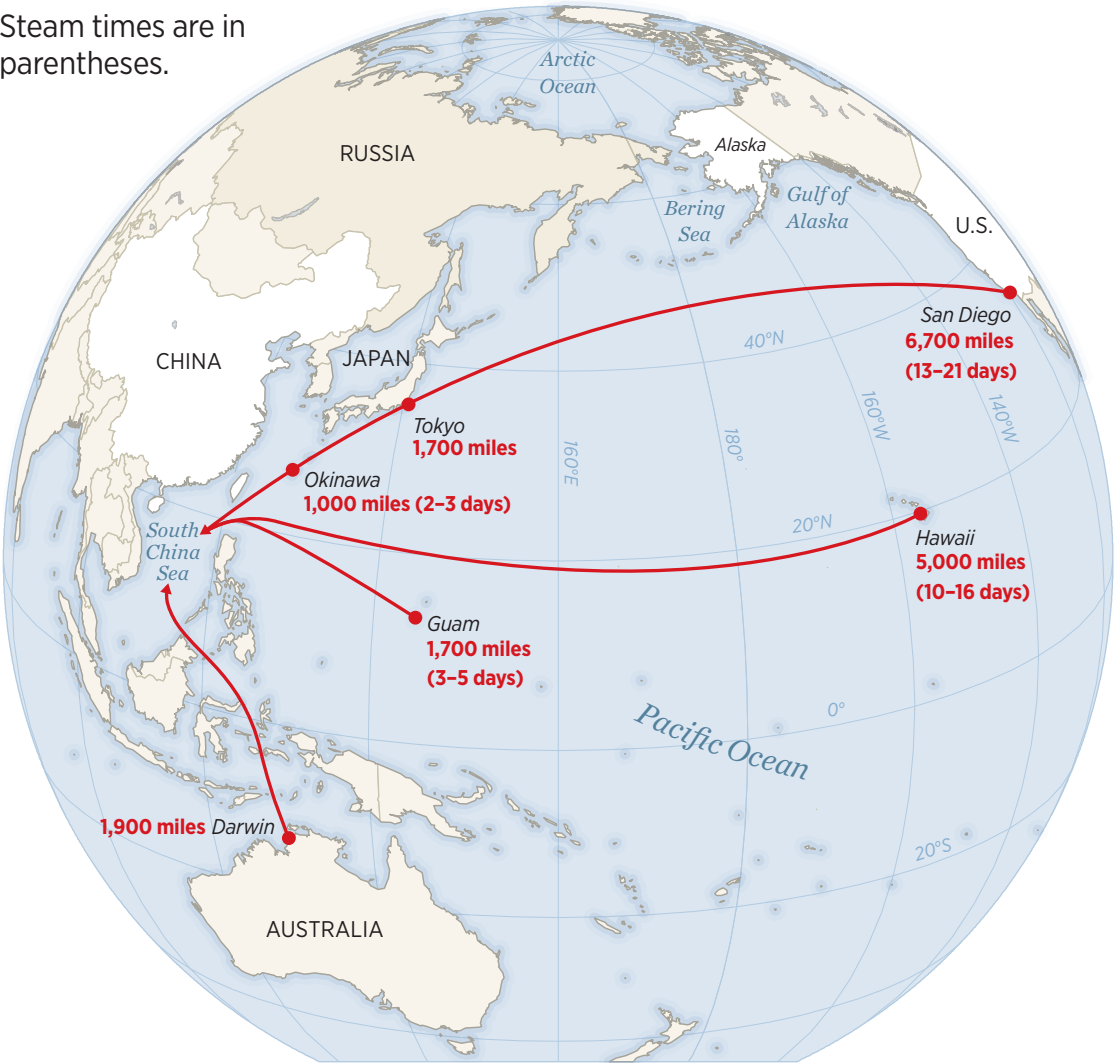 Steam times are in
parentheses.
Arctic
Ocean
RUSSIA
Alaska
Bering
Sea
Gulf of
Alaska
U.S.
San Diego
6,700 miles
(13–21 days)
40°N
CHINA
JAPAN
Tokyo
1,700 miles
160°E
180°
160°W
140°W
Okinawa
1,000 miles (2–3 days)
South
China
Sea
20°N
Hawaii
5,000 miles
(10–16 days)
Guam
1,700 miles
(3–5 days)
0°
Pacific Ocean
1,900 miles Darwin
20°S
AUSTRALIA